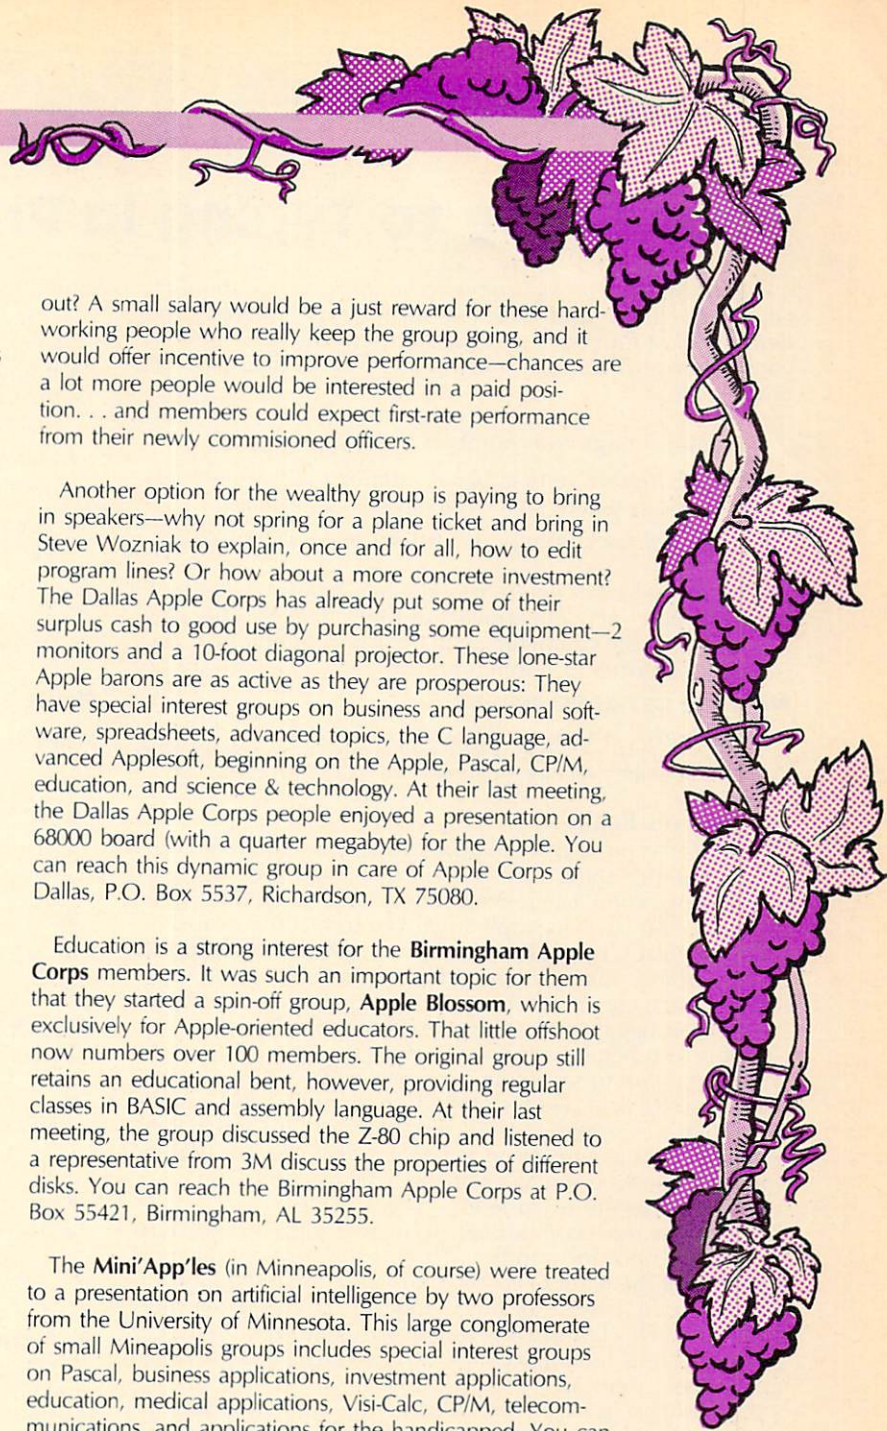 out? A small salary would be a just reward for these hard-
working people who really keep the group going, and it
would offer incentive to improve performance—chances are
a lot more people would be interested in a paid posi-
tion. . . and members could expect first-rate performance
from their newly commisioned officers.
Another option for the wealthy group is paying to bring
in speakers—why not spring for a plane ticket and bring in
Steve Wozniak to explain, once and for all, how to edit
program lines? Or how about a more concrete investment?
The Dallas Apple Corps has already put some of their
surplus cash to good use by purchasing some equipment—2
monitors and a 10-foot diagonal projector. These lone-star
Apple barons are as active as they are prosperous: They
have special interest groups on business and personal soft-
ware, spreadsheets, advanced topics, the C language, ad-
vanced Applesoft, beginning on the Apple, Pascal, CP/M,
education, and science & technology. At their last meeting,
the Dallas Apple Corps people enjoyed a presentation on a
68000 board (with a quarter megabyte) for the Apple. You
can reach this dynamic group in care of Apple Corps of
Dallas, P.O. Box 5537, Richardson, TX 75080.
Education is a strong interest for the Birmingham Apple
Corps members. It was such an important topic for them
that they started a spin-off group, Apple Blossom, which is
exclusively for Apple-oriented educators. That little offshoot
now numbers over 100 members. The original group still
retains an educational bent, however, providing regular
classes in BASIC and assembly language. At their last
meeting, the group discussed the Z-80 chip and listened to
a representative from 3M discuss the properties of different
disks. You can reach the Birmingham Apple Corps at P.O.
Box 55421, Birmingham, AL 35255.
The Mini'App'les (in Minneapolis, of course) were treated
to a presentation on artificial intelligence by two professors
from the University of Minnesota. This large conglomerate
of small Mineapolis groups includes special interest groups
on Pascal, business applications, investment applications,
education, medical applications, Visi-Calc, CP/M, telecom-
munications, and applications for the handicapped. You can